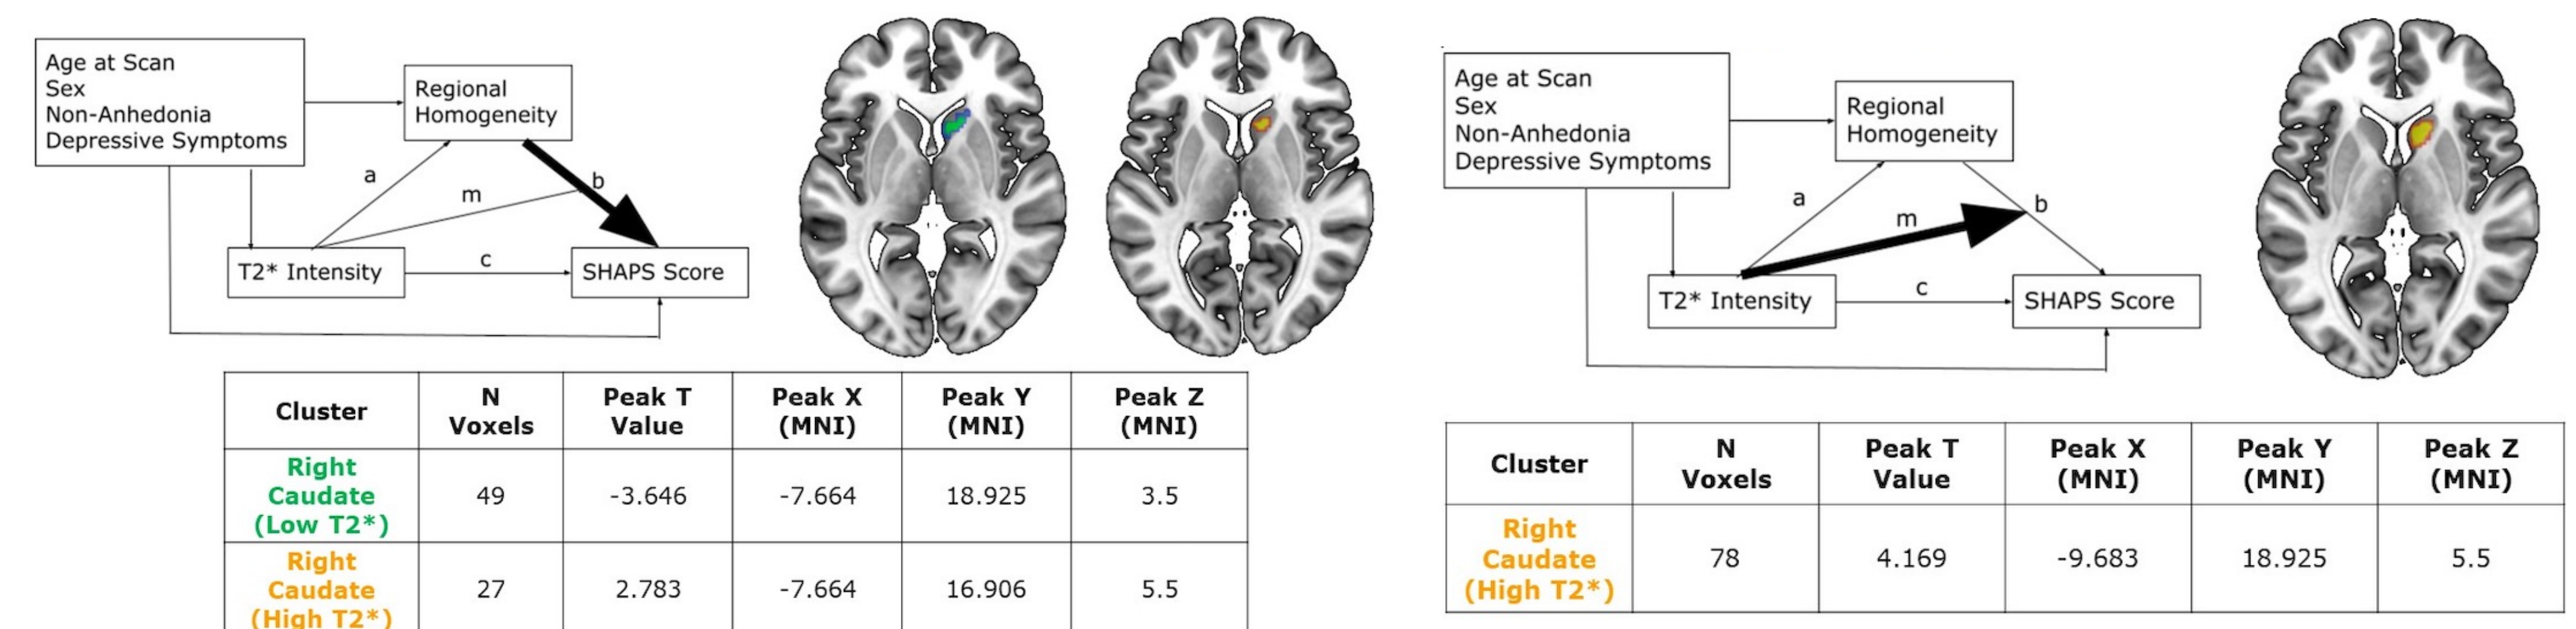 Age at Scan
Sex
Non-Anhedonia
Depressive Symptoms
Regional
Homogeneity
a
m
b
T2* Intensity
c
SHAPS Score
Cluster
N
Voxels
Peak T
Value
Peak X
(MNI)
Peak Y
(MNI)
Peak Z
(MNI)
Right
Caudate
(Low T2*)
49
-3.646
-7.664
18.925
3.5
Right
Caudate
(High T2*)
27
2.783
-7.664
16.906
5.5
Age at Scan
Sex
Non-Anhedonia
Depressive Symptoms
Regional
Homogeneity
a
m
b
T2* Intensity
c
SHAPS Score
Cluster
N
Voxels
Peak T
Value
Peak X
(MNI)
Peak Y
(MNI)
Peak Z
(MNI)
Right
Caudate
(High T2*)
78
4.169
-9.683
18.925
5.5